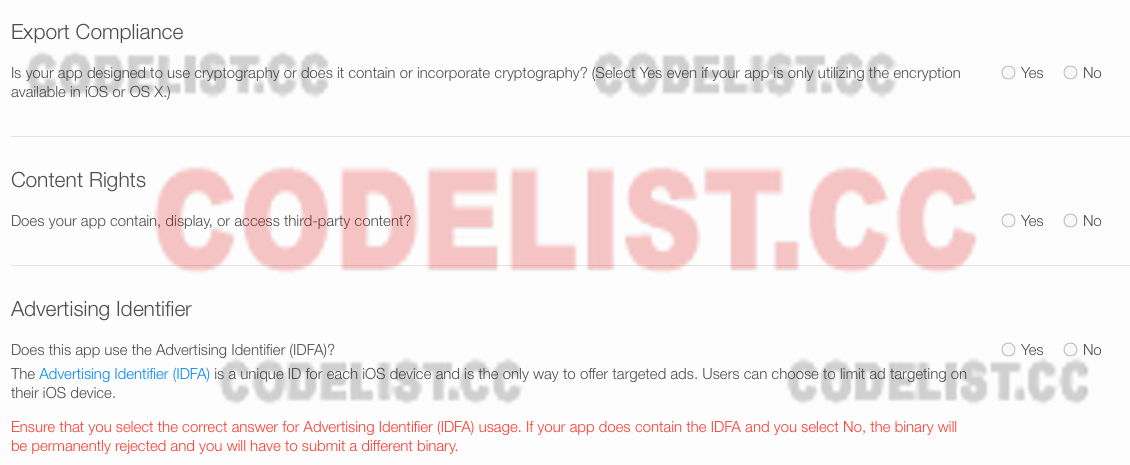 Export Compliance
CODELIST.CC CODELIST.CC
Is your app designed to use cryptography or does it contain or incorporate cryptography? (Select Yes even if your app is only utilizing the encryption
available in iOS or OS X.)
Yes No
Content Rights
CODELIST.CC
Does your app contain, display, or access third-party content?
Yes No
Advertising Identifier
Does this app use the Advertising Identifier (IDFA)?
Yes No
The Advertising Identifier (IDFA) is a unique ID for each iOS device and is the only way to offer targeted ads. Users can choose to limit ad targeting on
their iOS device.
CODELIST.CC CODELIST.CC
Ensure that you select the correct answer for Advertising Identifier (IDFA) usage. If your app does contain the IDFA and you select No, the binary will
be permanently rejected and you will have to submit a different binary.